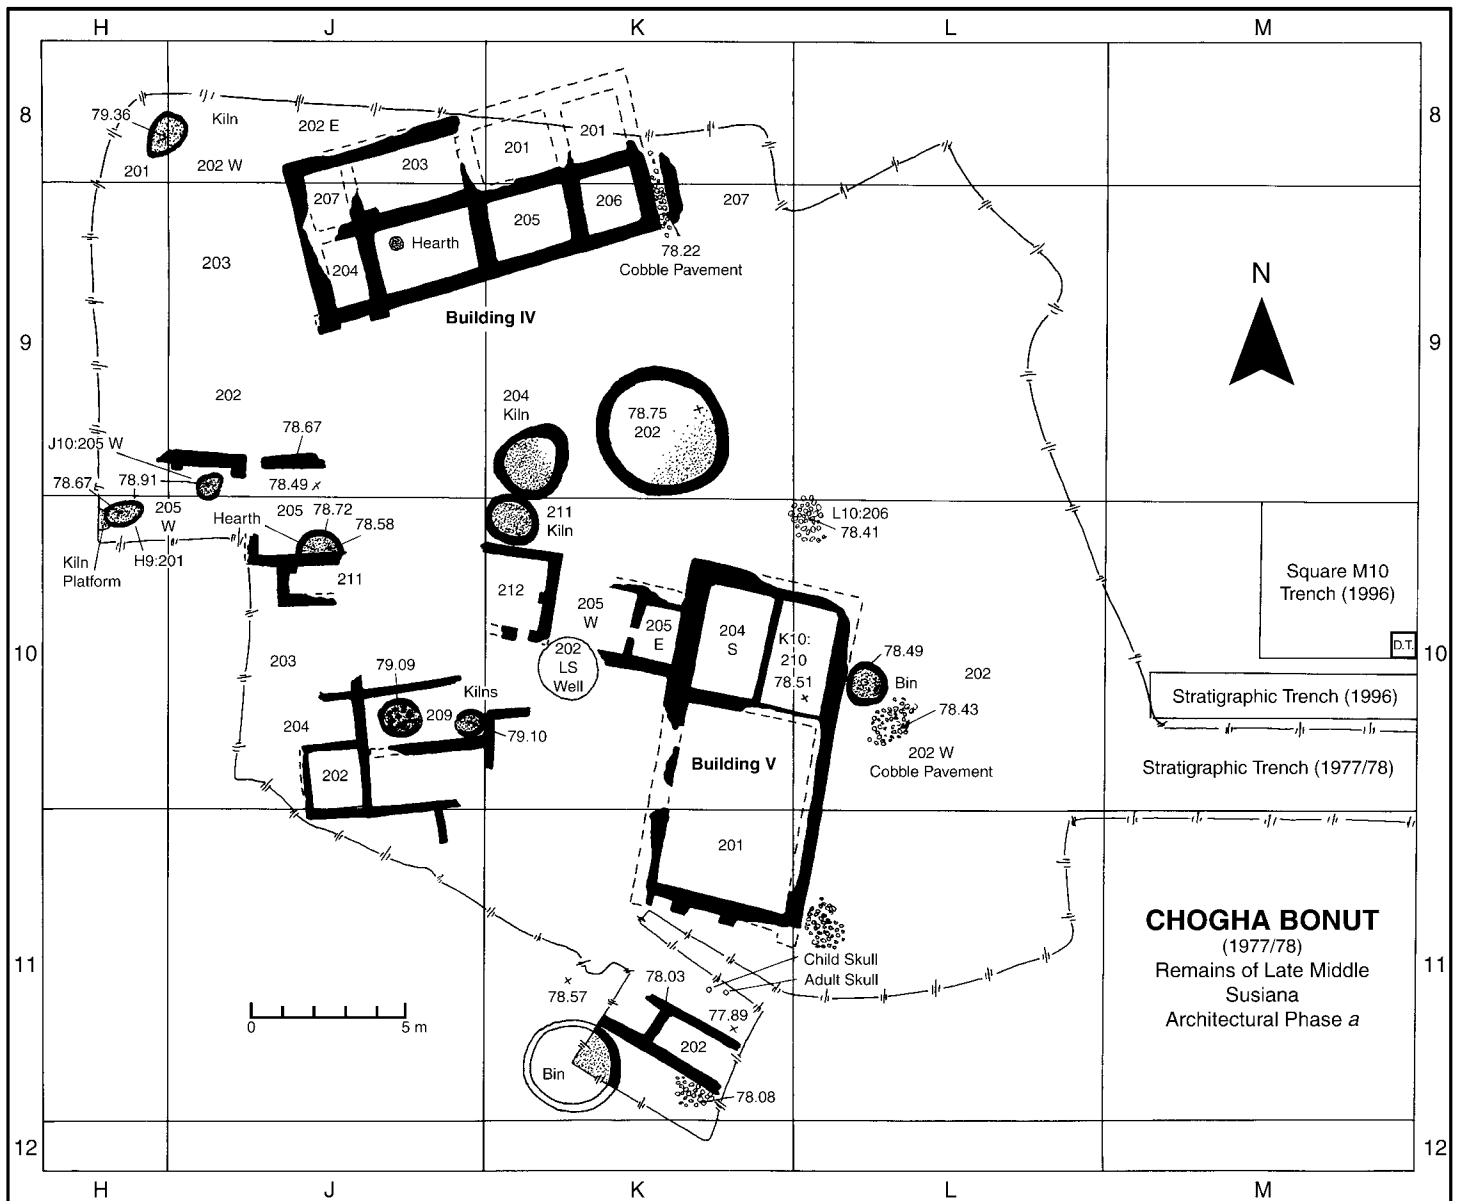 H J K L M
8 8
79.36
Kiln
202 E
201
201
203
201
202 W
207
206
207
205
78.22
Cobble Pavement
Hearth
203
204
Building IV
N
9 9
202
204
Kiln
78.75
202
78.67
J10:205 W
78.67
78.91
78.49
205
W
205
Hearth
78.72
78.58
211
Kiln
L10:206
78.41
Kiln
Platform
H9:201
211
212
205
W
205
E
204
S
K10:
210
78.51
Square M10
Trench (1996)
D.T.
10 10
203
202
LS
Well
78.49
Bin
202
79.09
Kilns
209
204
79.10
78.43
Stratigraphic Trench (1996)
202
Building V
202 W
Cobble Pavement
Stratigraphic Trench (1977/78)
201
CHOGHA BONUT
(1977/78)
Remains of Late Middle
Susiana
Architectural Phase a
11 11
Child Skull
Adult Skull
78.57
78.03
77.89
0 5 m
202
Bin
78.08
12 12
H J K L M